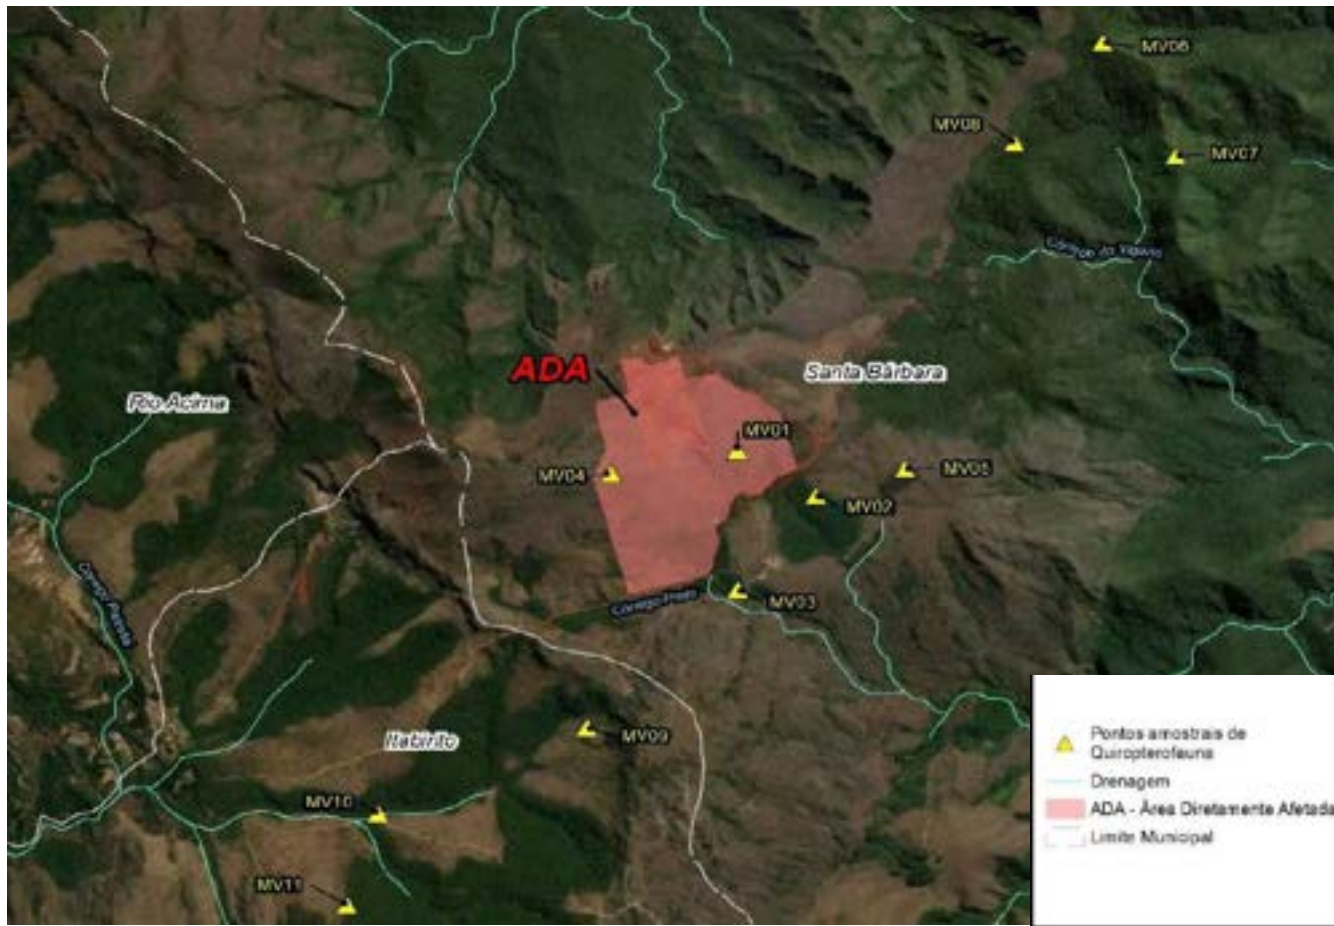 MV06
MV08
MV07
Córrego do Viana
ADA
Santa Bárbara
Rio Acima
MV01
MV04
MV05
MV02
Córrego Preto
MV03
Itabirito
MV09
MV10
MV11
Pontos amostrais de
Quiropterofauna
Drenagem
ADA - Área Diretamente Afetada
Limite Municipal